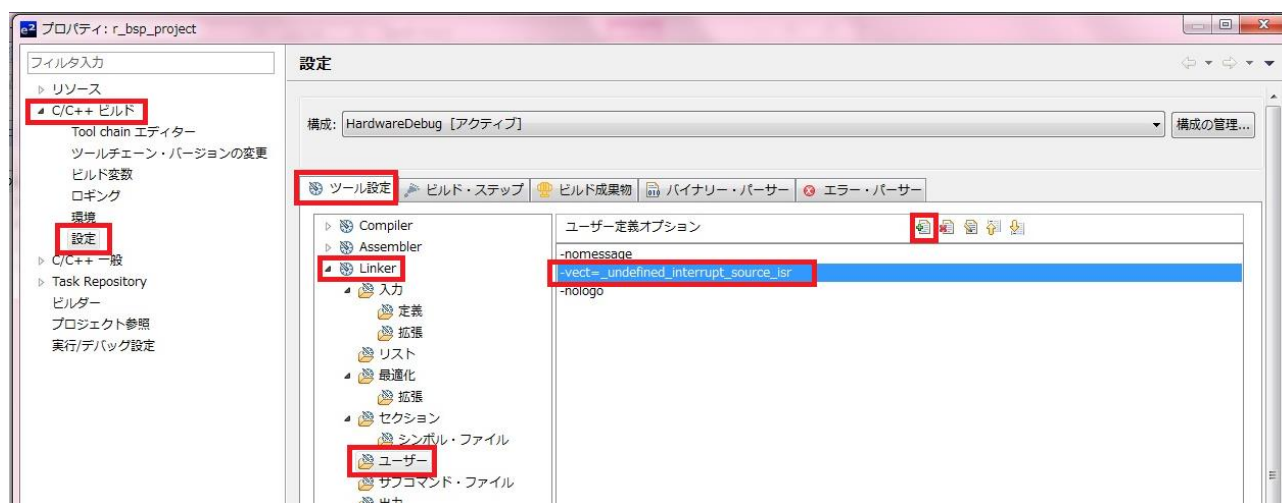 e² プロパティ: r_bsp_project
フィルタ入力
リソース
C/C++ ビルド
Tool chain エディター
ツールチェーン・バージョンの変更
ビルド変数
ロギング
環境
設定
C/C++ 一般
Task Repository
ビルダー
プロジェクト参照
実行/デバッグ設定
設定
構成: HardwareDebug [アクティブ] 構成の管理...
ツール設定 ビルド・ステップ ビルド成果物 バイナリー・パーサー エラー・パーサー
Compiler
Assembler
Linker
入力
定義
拡張
リスト
最適化
拡張
セクション
シンボル・ファイル
ユーザー
サブコマンド・ファイル
出力
ユーザー定義オプション
-nomessage
-vect=_undefined_interrupt_source_isr
-nologo